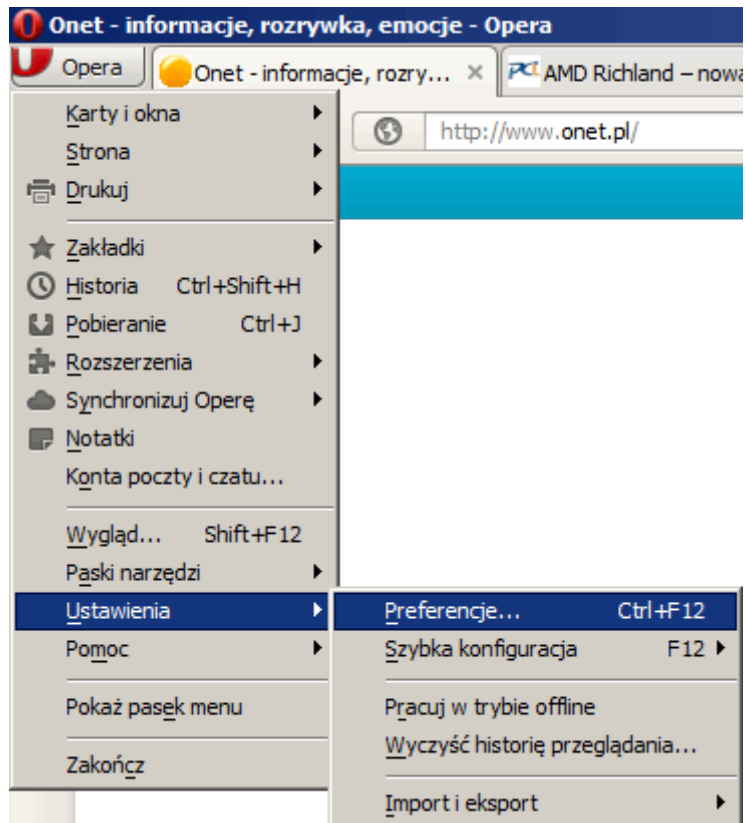 Onet - informacje, rozrywka, emocje - Opera
Opera Onet - informacje, rozry... AMD Richland – nowa
http://www.onet.pl/
Karty i okna
Strona
Drukuj
Zakładki
Historia Ctrl+Shift+H
Pobieranie Ctrl+J
Rozszerzenia
Synchronizuj Operę
Notatki
Konta poczty i czatu...
Wygląd... Shift+F12
Paski narzędzi
Ustawienia
Pomoc
Pokaż pasek menu
Zakończ
Preferencje... Ctrl+F12
Szybka konfiguracja F12
Pracuj w trybie offline
Wyczyść historię przeglądania...
Import i eksport